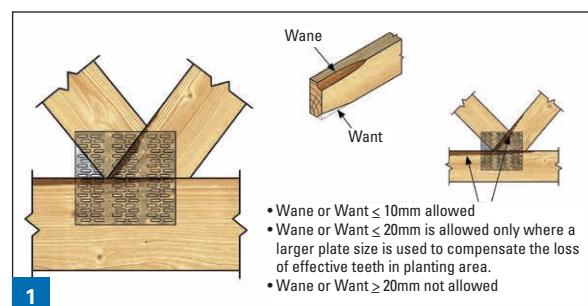 Wane
Want
• Wane or Want ≤ 10mm allowed
• Wane or Want ≤ 20mm is allowed only where a
larger plate size is used to compensate the loss
of effective teeth in planting area.
• Wane or Want ≥ 20mm not allowed
1